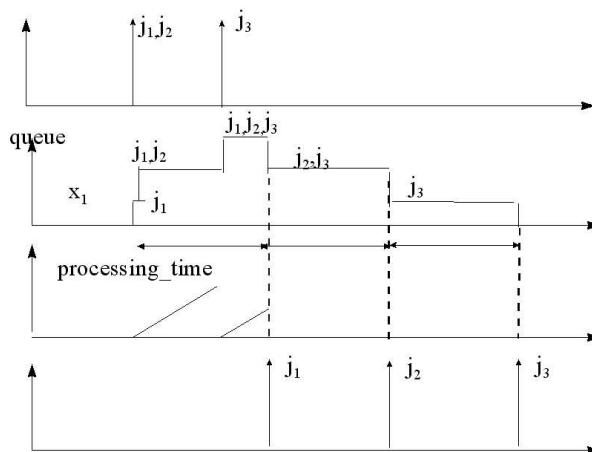 j₁,j₂ j₃
queue
j₁,j₂,j₃
j₁,j₂ j₂,j₃
x₁ j₁ j₃
processing_time
j₁ j₂ j₃